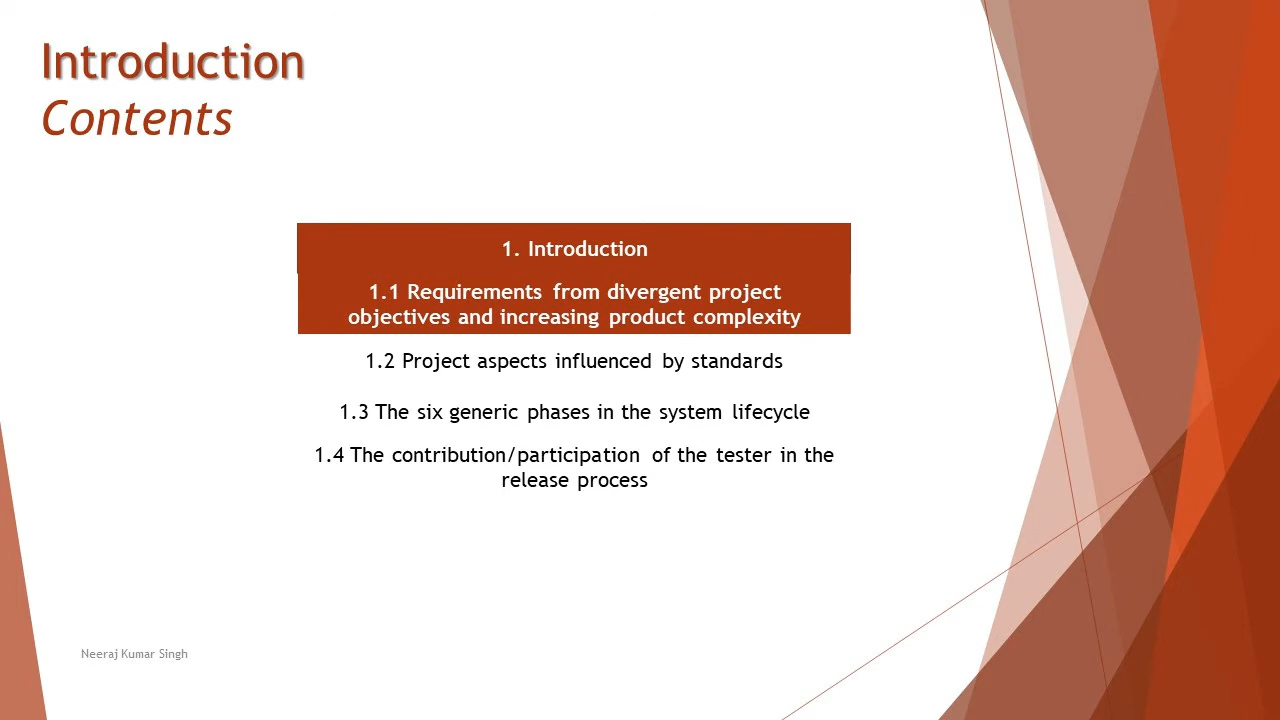 Introduction
Contents
1. Introduction
1.1 Requirements from divergent project
objectives and increasing product complexity
1.2 Project aspects influenced by standards
1.3 The six generic phases in the system lifecycle
1.4 The contribution/participation of the tester in the
release process
Neeraj Kumar Singh